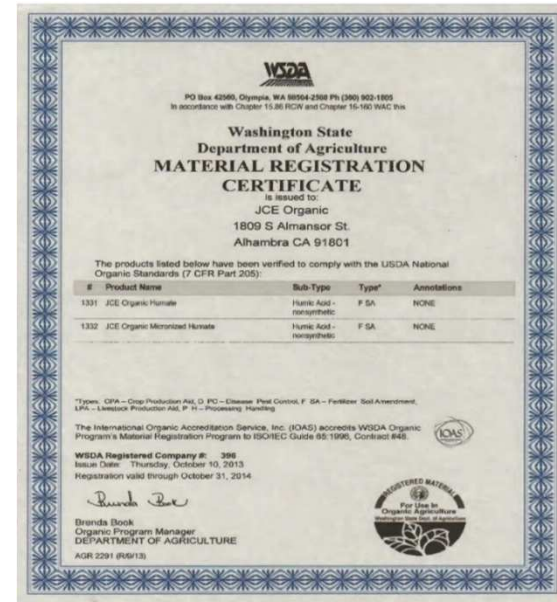 WSDA
PO Box 42560, Olympia, WA 98504-2560 Ph (360) 902-1805
In accordance with Chapter 15.86 RCW and Chapter 16-160 WAC this
Washington State
Department of Agriculture
MATERIAL REGISTRATION
CERTIFICATE
is issued to:
JCE Organic
1809 S Almansor St.
Alhambra CA 91801
The products listed below have been verified to comply with the USDA National
Organic Standards (7 CFR Part 205):
# Product Name Sub-Type Type* Annotations
1331 JCE Organic Humate Humic Acid - F SA NONE
nonsynthetic
1332 JCE Organic Micronized Humate Humic Acid - F SA NONE
nonsynthetic
*Types: CPA – Crop Production Aid, D PC – Disease Pest Control, F SA – Fertilizer Soil Amendment,
LPA – Livestock Production Aid, P H – Processing Handling
The International Organic Accreditation Service, Inc. (IOAS) accredits WSDA Organic
Program's Material Registration Program to ISO/IEC Guide 65:1996, Contract #48.
IOAS
WSDA Registered Company #: 396
Issue Date: Thursday, October 10, 2013
Registration valid through October 31, 2014
Brenda Book
Brenda Book
Organic Program Manager
DEPARTMENT OF AGRICULTURE
AGR 2291 (R/9/13)
REGISTERED MATERIAL
For Use In
Organic Agriculture
Washington State Dept. of Agriculture